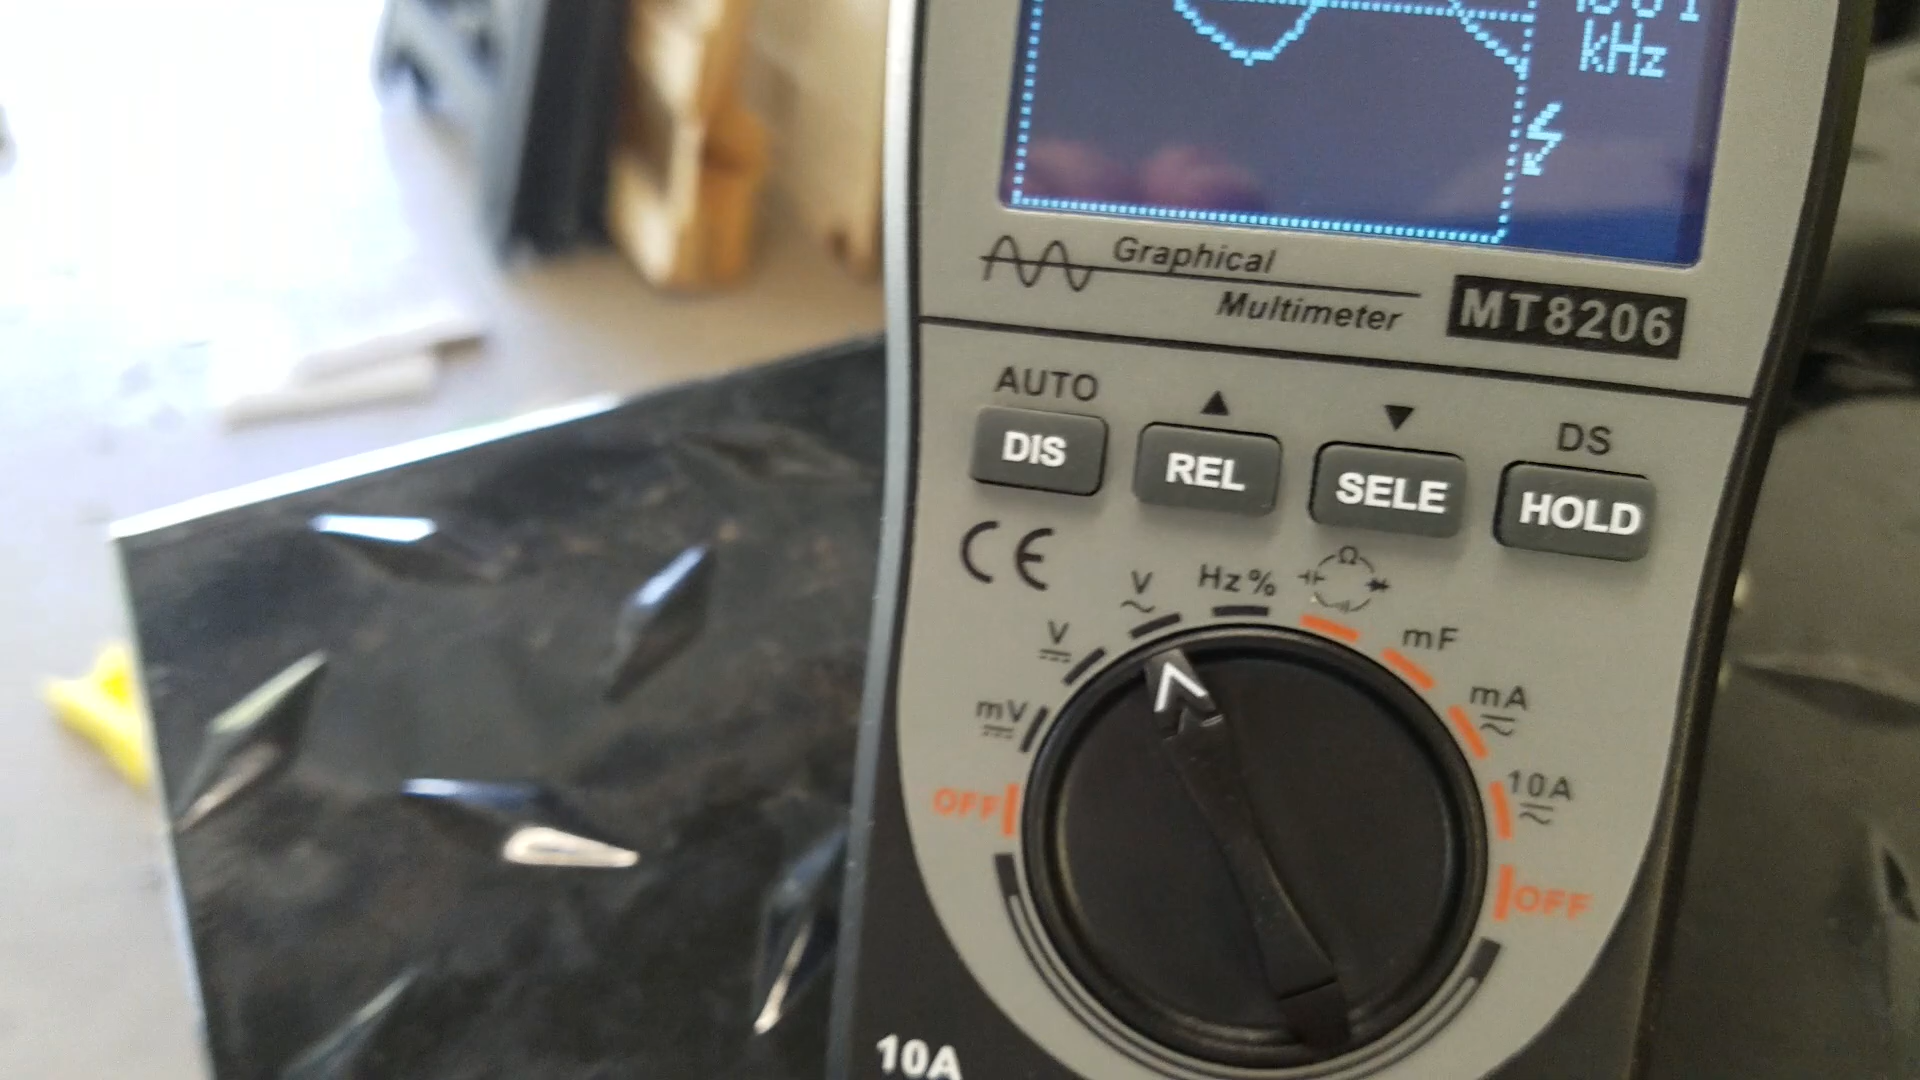 kHz
Graphical
Multimeter
MT8206
AUTO ▲ ▼ DS
DIS REL SELE HOLD
CE
V Hz% Ω
V mF
mV mA
OFF 10A
OFF
10A